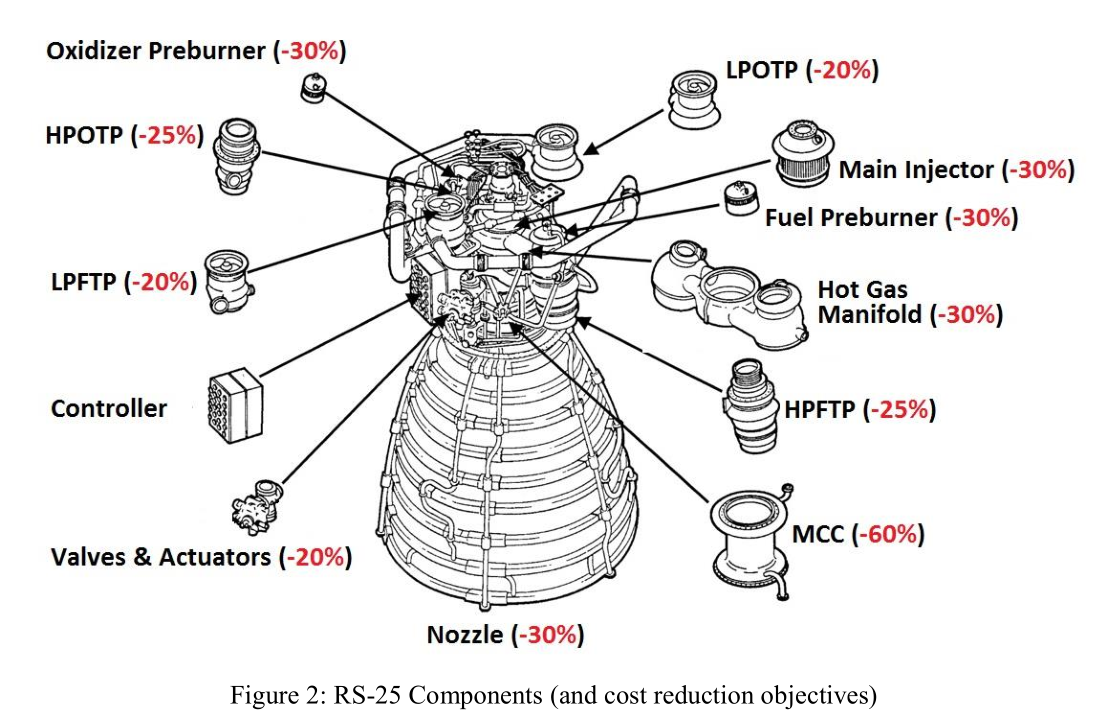 Oxidizer Preburner (-30%)
LPOTP (-20%)
HPOTP (-25%)
Main Injector (-30%)
Fuel Preburner (-30%)
LPFTP (-20%)
Hot Gas
Manifold (-30%)
Controller
HPFTP (-25%)
Valves & Actuators (-20%)
MCC (-60%)
Nozzle (-30%)
Figure 2: RS-25 Components (and cost reduction objectives)